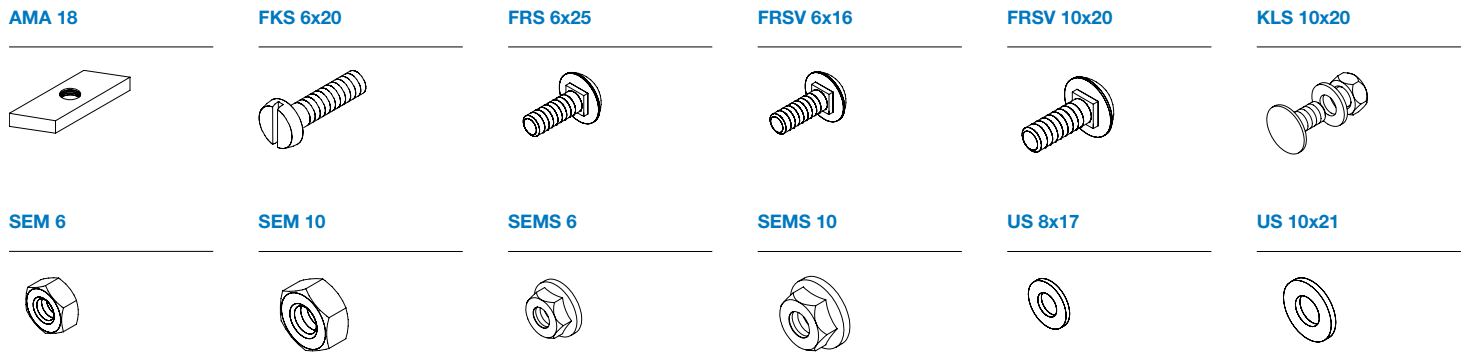 AMA 18
FKS 6x20
FRS 6x25
FRSV 6x16
FRSV 10x20
KLS 10x20
SEM 6
SEM 10
SEMS 6
SEMS 10
US 8x17
US 10x21